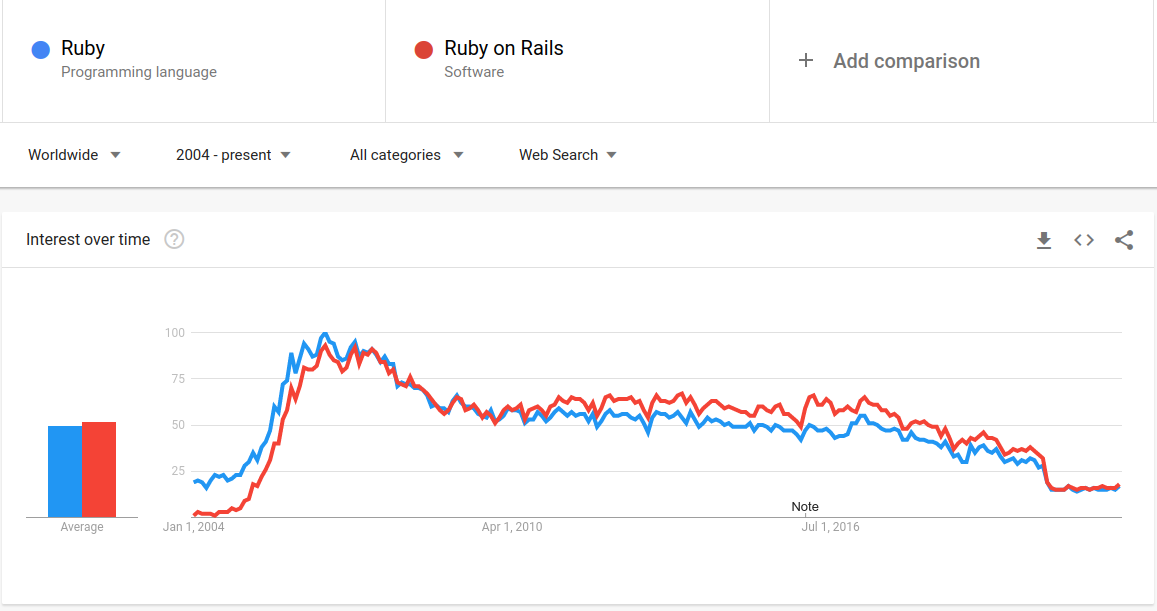 Ruby
Programming language
Ruby on Rails
Software
+ Add comparison
Worldwide
2004 - present
All categories
Web Search
Interest over time ?
100
75
50
25
Average
Note
Jan 1, 2004
Apr 1, 2010
Jul 1, 2016